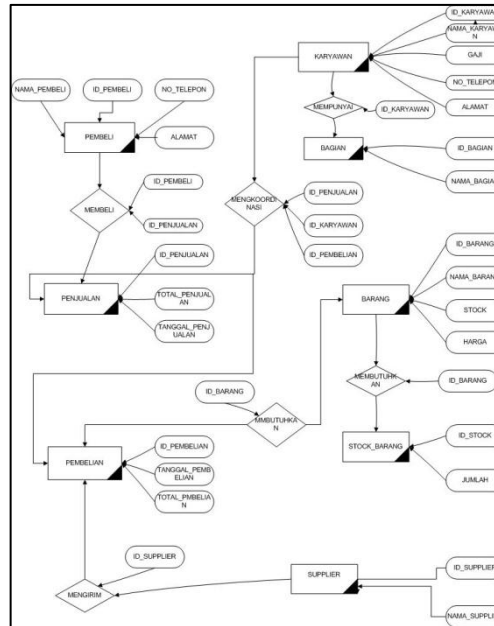 ID_KARYAWAN
NAMA_KARYAWA
N
KARYAWAN
GAJI
NO_TELEPON
ALAMAT
MEMPUNYAI
ID_KARYAWAN
BAGIAN
ID_BAGIAN
NAMA_BAGIAN
NAMA_PEMBELI
ID_PEMBELI
NO_TELEPON
PEMBELI
ALAMAT
MEMBELI
ID_PEMBELI
ID_PENJUALAN
MENGKOORDI
NASI
ID_PENJUALAN
ID_KARYAWAN
ID_PEMBELIAN
PENJUALAN
ID_PENJUALAN
TOTAL_PENJUAL
AN
TANGGAL_PENJ
UALAN
BARANG
ID_BARANG
NAMA_BARANG
STOCK
HARGA
MEMBUTUHK
AN
ID_BARANG
STOCK_BARANG
ID_STOCK
JUMLAH
ID_BARANG
MMBUTUHKA
N
PEMBELIAN
ID_PEMBELIAN
TANGGAL_PEMB
ELIAN
TOTAL_PMBELIA
N
ID_SUPPLIER
MENGIRIM
SUPPLIER
ID_SUPPLIER
NAMA_SUPPLIE